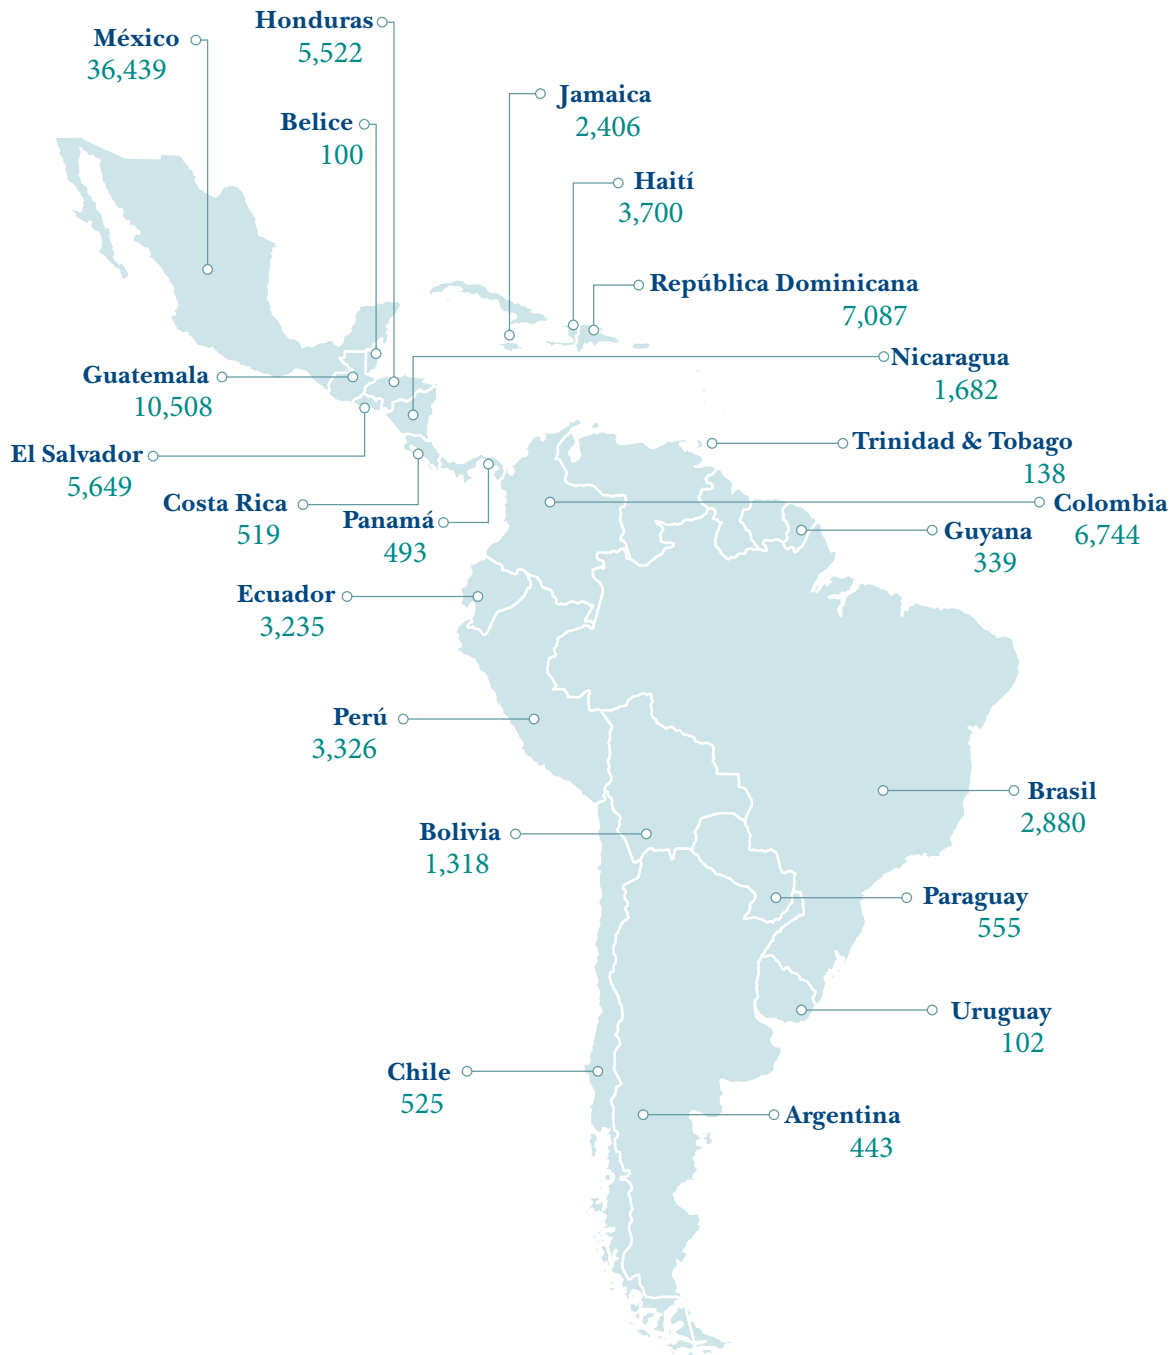 Honduras
5,522
México
36,439
Jamaica
2,406
Belice
100
Haití
3,700
República Dominicana
7,087
Nicaragua
1,682
Guatemala
10,508
Trinidad & Tobago
138
El Salvador
5,649
Costa Rica
519
Colombia
6,744
Panamá
493
Guyana
339
Ecuador
3,235
Perú
3,326
Brasil
2,880
Bolivia
1,318
Paraguay
555
Uruguay
102
Chile
525
Argentina
443